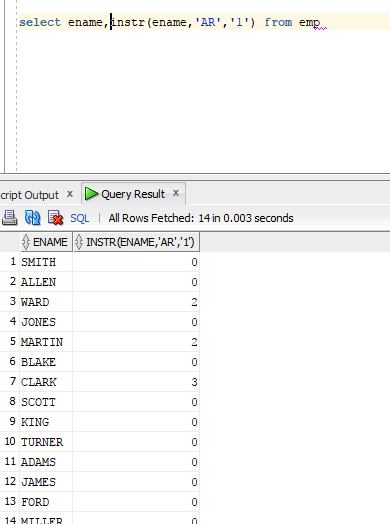 select ename,instr(ename,'AR','1') from emp
cript Output x Query Result x
SQL | All Rows Fetched: 14 in 0.003 seconds
ENAME INSTR(ENAME,'AR','1')
1 SMITH 0
2 ALLEN 0
3 WARD 2
4 JONES 0
5 MARTIN 2
6 BLAKE 0
7 CLARK 3
8 SCOTT 0
9 KING 0
10 TURNER 0
11 ADAMS 0
12 JAMES 0
13 FORD 0
14 MILLER 0